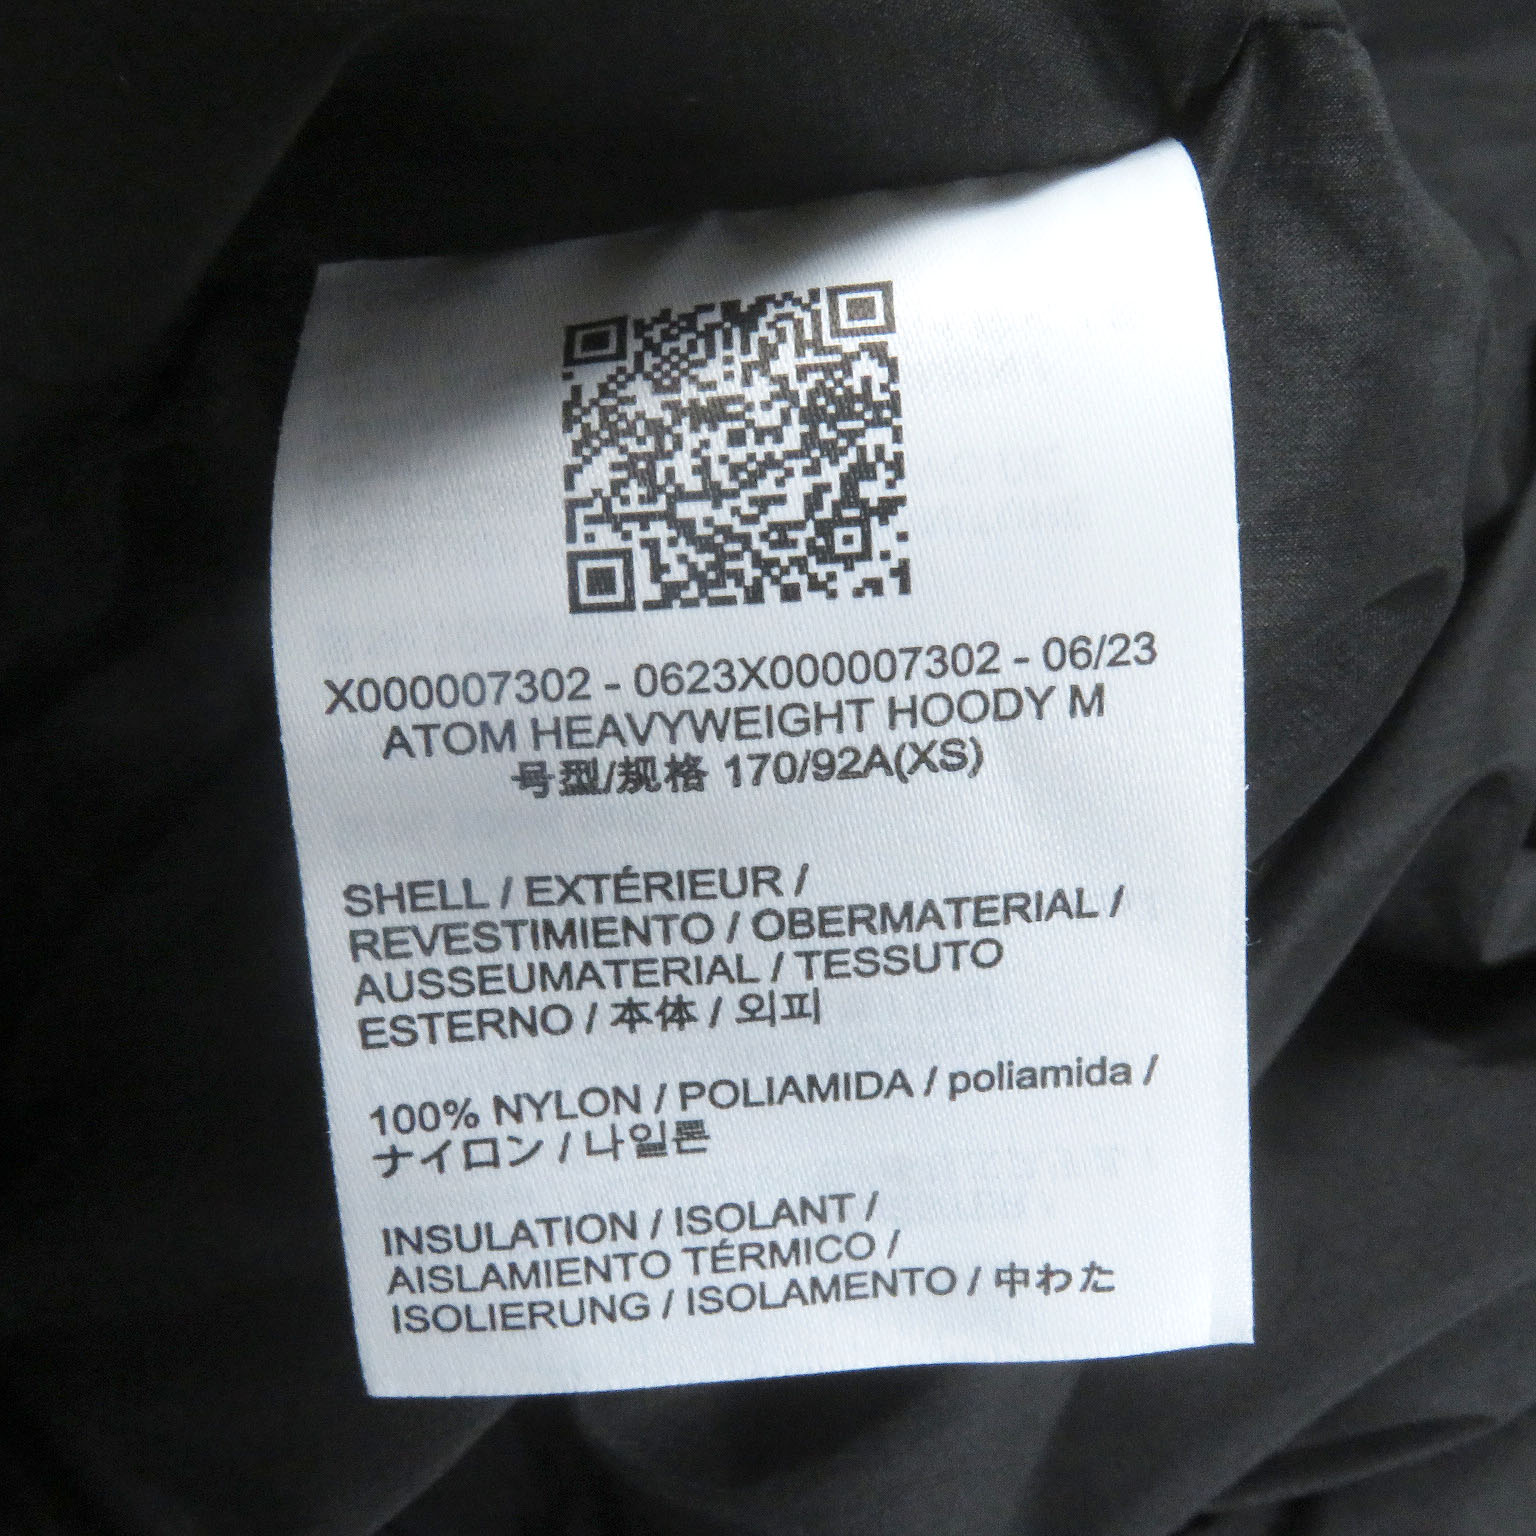 X000007302 - 0623X000007302 - 06/23
ATOM HEAVYWEIGHT HOODY M
号型/规格 170/92A(XS)
SHELL / EXTÉRIEUR /
REVESTIMIENTO / OBERMATERIAL /
AUSSEUMATERIAL / TESSUTO
ESTERNO / 本体 / 외피
100% NYLON / POLIAMIDA / poliamida /
ナイロン / 나일론
INSULATION / ISOLANT /
AISLAMIENTO TÉRMICO /
ISOLIERUNG / ISOLAMENTO / 中わた